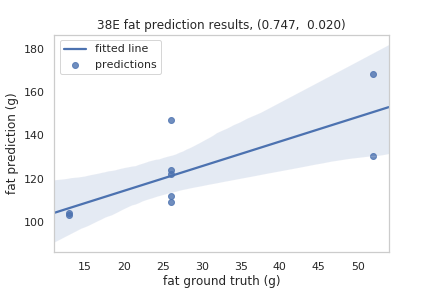 38E fat prediction results, (0.747,  0.020)
fitted line
predictions
180
160
140
120
100
fat prediction (g)
15 20 25 30 35 40 45 50
fat ground truth (g)